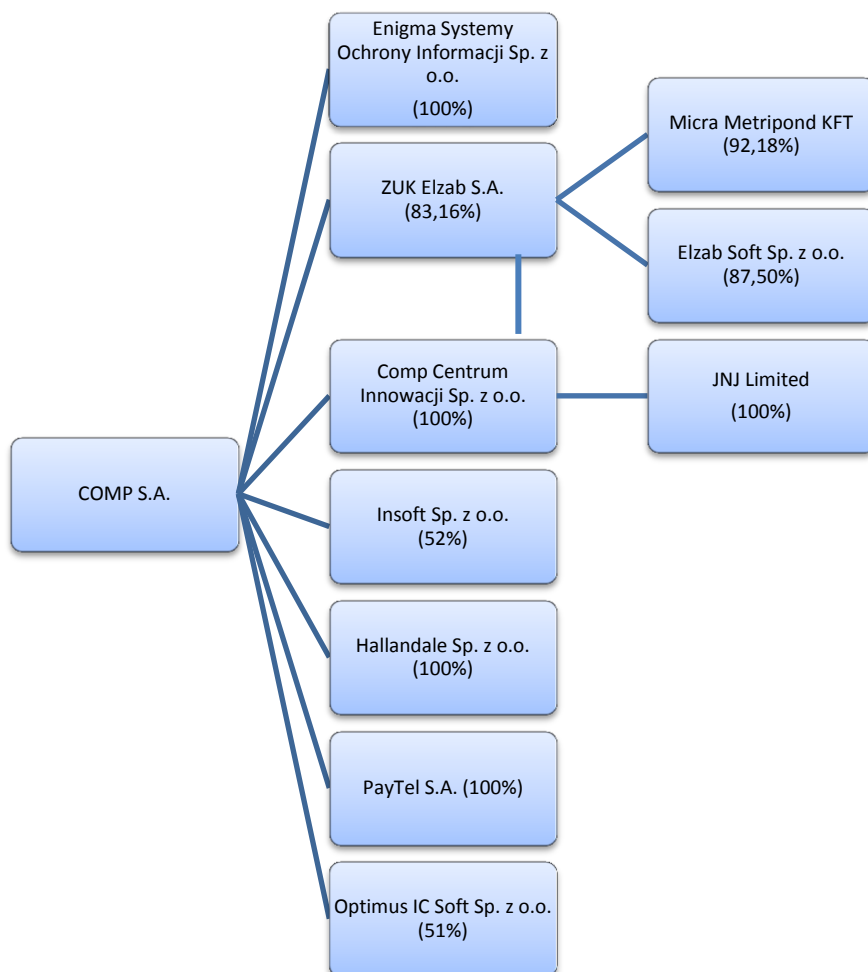 COMP S.A.
Enigma Systemy
Ochrony Informacji Sp. z
o.o.
(100%)
ZUK Elzab S.A.
(83,16%)
Micra Metripond KFT
(92,18%)
Elzab Soft Sp. z o.o.
(87,50%)
Comp Centrum
Innowacji Sp. z o.o.
(100%)
JNJ Limited
(100%)
Insoft Sp. z o.o.
(52%)
Hallandale Sp. z o.o.
(100%)
PayTel S.A. (100%)
Optimus IC Soft Sp. z o.o.
(51%)